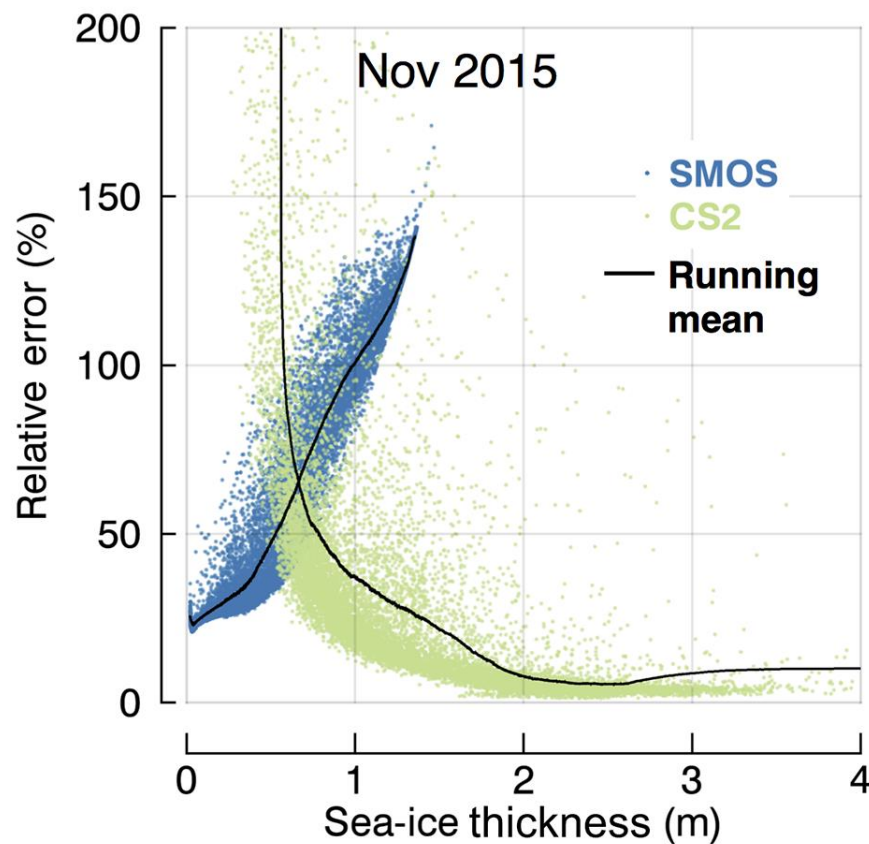 200
Nov 2015
SMOS
CS2
Running
mean
150
100
50
0
Relative error (%)
0 1 2 3 4
Sea-ice thickness (m)